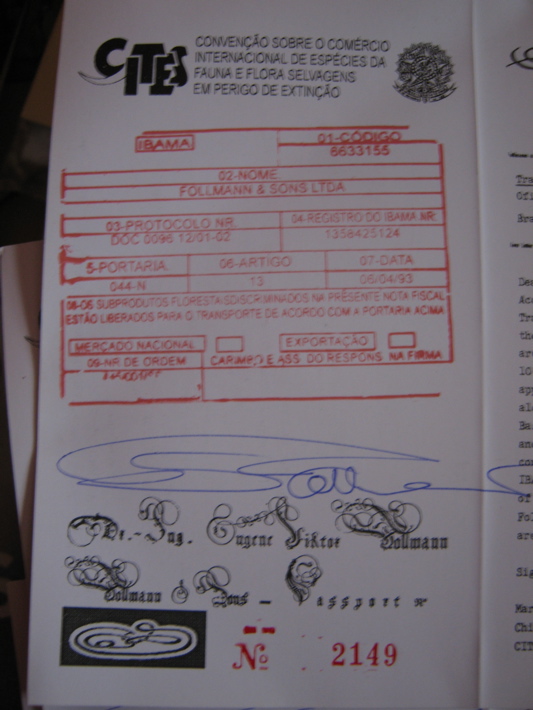 CITES
CONVENÇÃO SOBRE O COMÉRCIO
INTERNACIONAL DE ESPÉCIES DA
FAUNA E FLORA SELVAGENS
EM PERIGO DE EXTINÇÃO
IBAMA
01-CÓDIGO
6633155
02-NOME
FOLLMANN & SONS LTDA
03-PROTOCOLO NR.
DOC 0096 12/01-02
04-REGISTRO DO IBAMA NR.
1358425124
5-PORTARIA
044-N
06-ARTIGO
13
07-DATA
06/04/93
08-OS SUBPRODUTOS FLORESTAIS DISCRIMINADOS NA PRESENTE NOTA FISCAL
ESTÃO LIBERADOS PARA O TRANSPORTE DE ACORDO COM A PORTARIA ACIMA
MERCADO NACIONAL
EXPORTAÇÃO
09-NR DE ORDEM
CARIMBO E ASS. DO RESPONS. NA FIRMA
Dr.-Ing. Eugene Viktor Follmann
Follmann & Sons - Passport Nº
Nº 2149